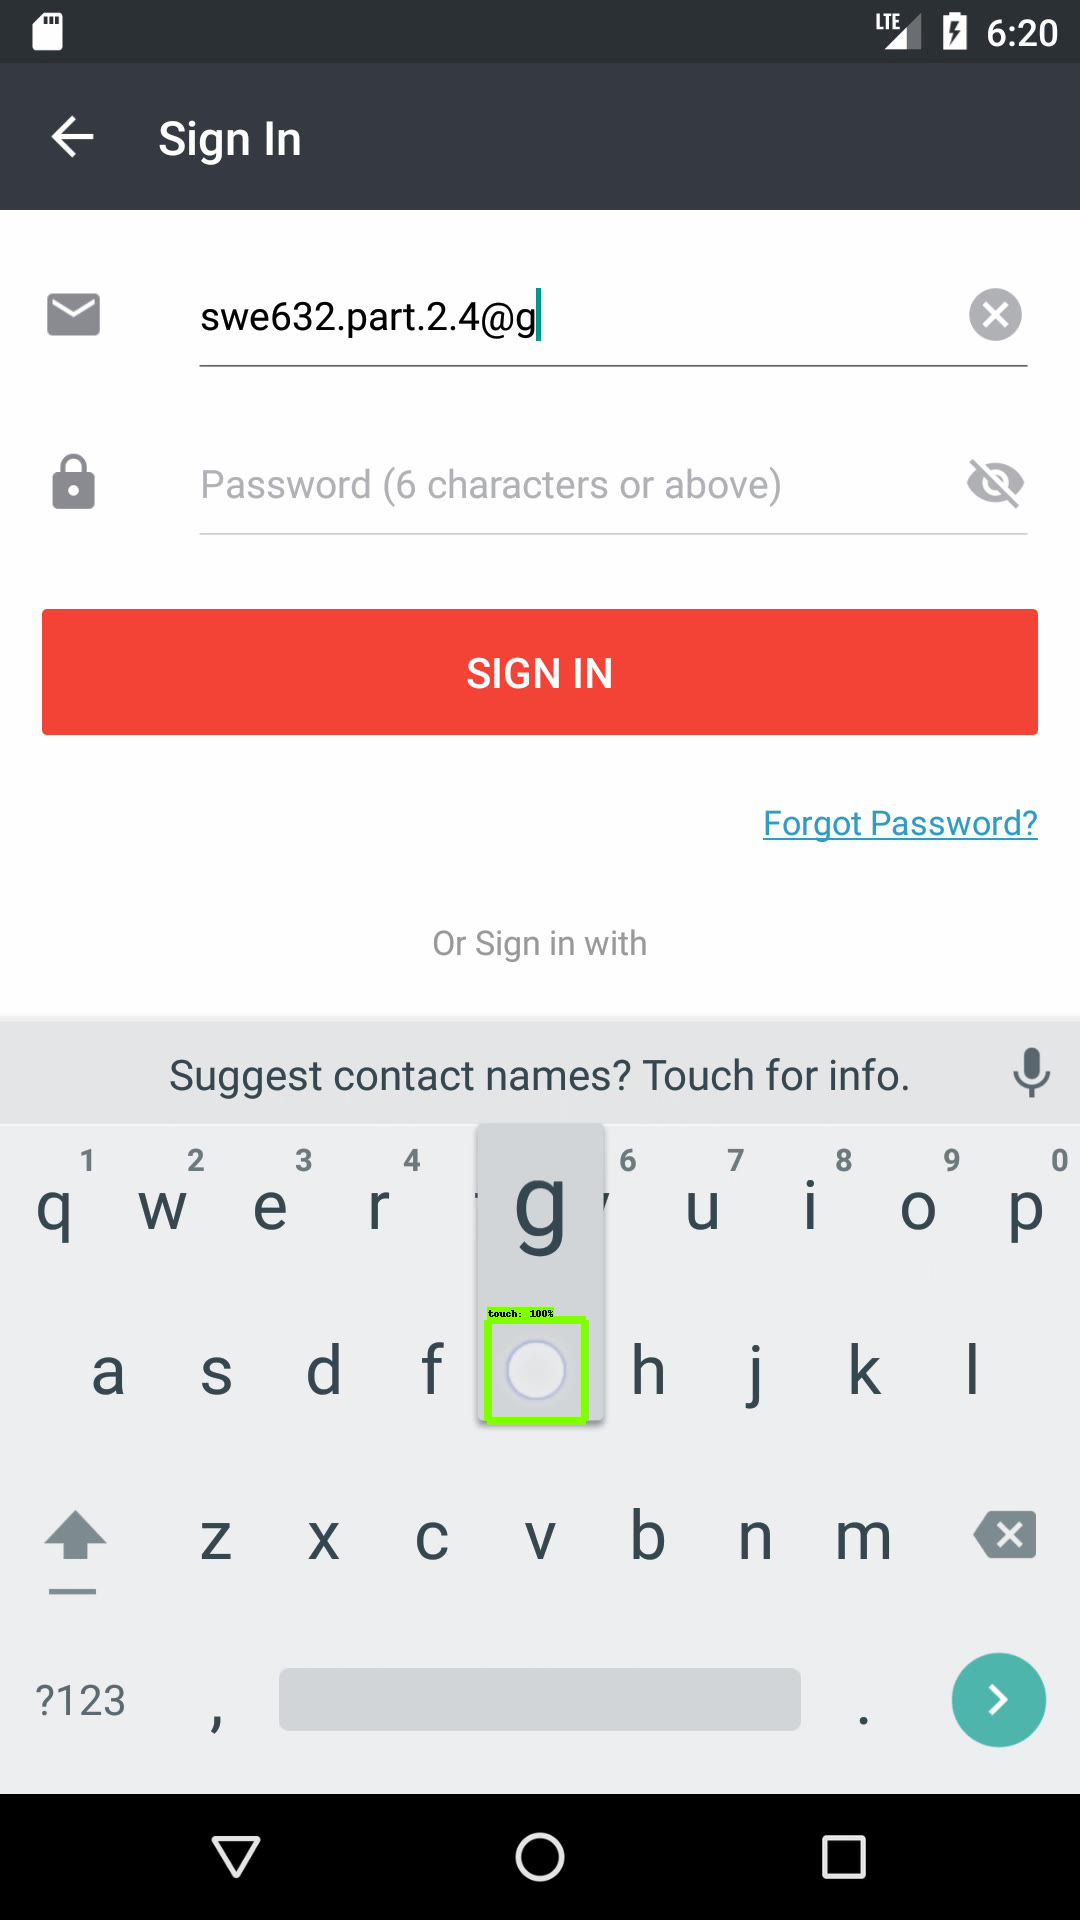 LTE 6:20
Sign In
swe632.part.2.4@g
Password (6 characters or above)
SIGN IN
Forgot Password?
Or Sign in with
Suggest contact names? Touch for info.
1 2 3 4 6 7 8 9 0
q w e r g u i o p
touch: 100%
a s d f h j k l
z x c v b n m
?123 , .